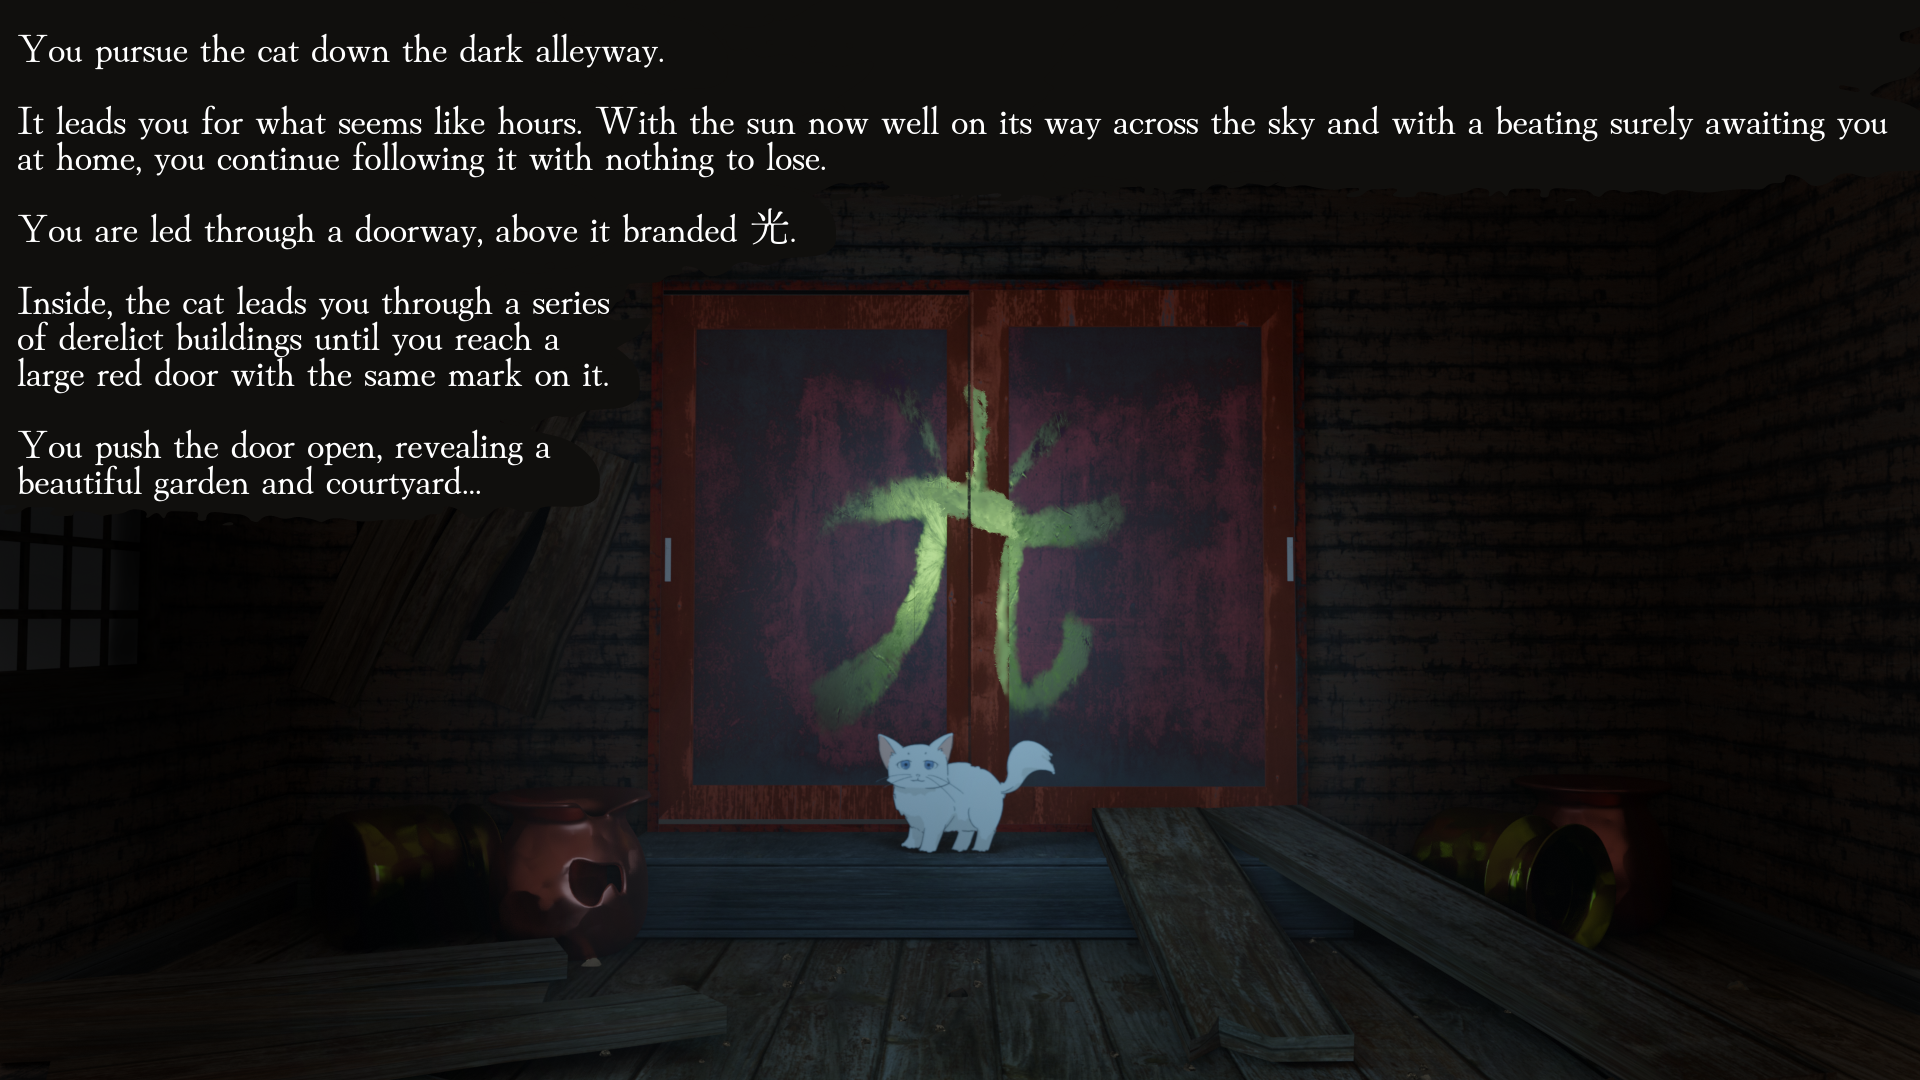 You pursue the cat down the dark alleyway.
It leads you for what seems like hours. With the sun now well on its way across the sky and with a beating surely awaiting you
at home, you continue following it with nothing to lose.
You are led through a doorway, above it branded 光.
Inside, the cat leads you through a series
of derelict buildings until you reach a
large red door with the same mark on it.
You push the door open, revealing a
beautiful garden and courtyard...
光